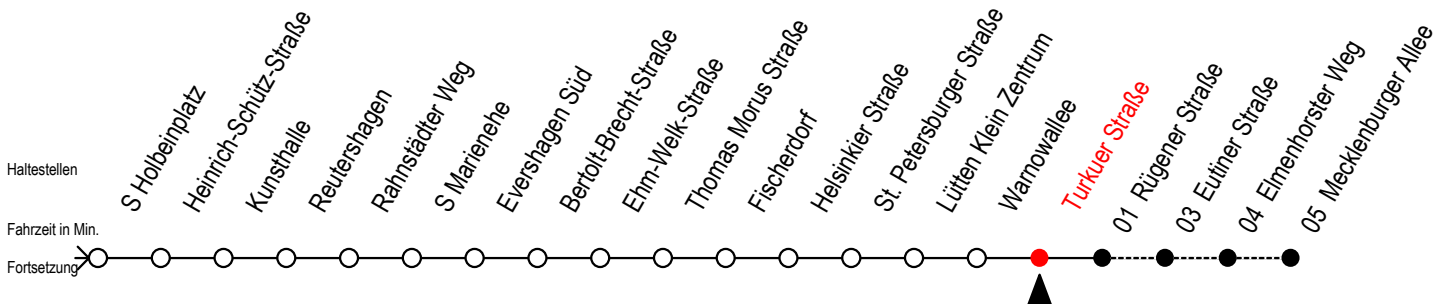 Haltestellen
S Holbeinplatz
Heinrich-Schütz-Straße
Kunsthalle
Reutershagen
Rahnstädter Weg
S Marienehe
Evershagen Süd
Bertolt-Brecht-Straße
Ehm-Welk-Straße
Thomas Morus Straße
Fischerdorf
Helsinkier Straße
St. Petersburger Straße
Lütten Klein Zentrum
Warnowallee
Turkuer Straße
01 Rügener Straße
03 Eutiner Straße
04 Elmenhorster Weg
05 Mecklenburger Allee
Fahrzeit in Min.
Fortsetzung